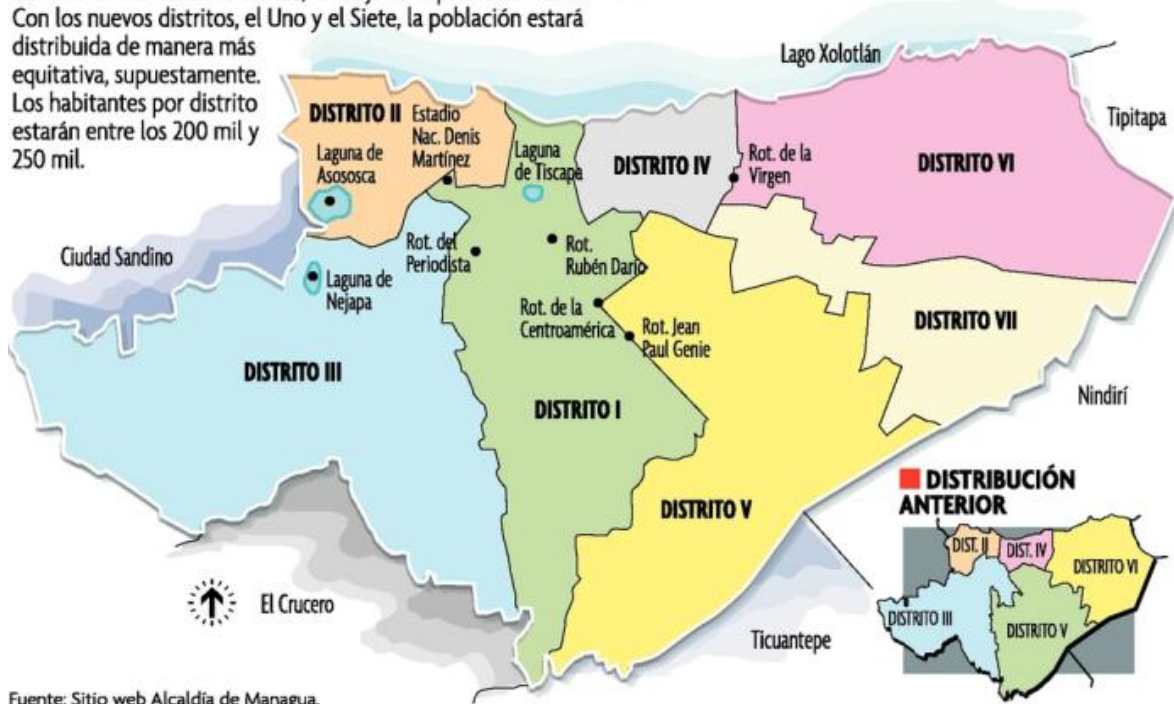 Con los nuevos distritos, el Uno y el Siete, la población estará
distribuida de manera más
equitativa, supuestamente.
Los habitantes por distrito
estarán entre los 200 mil y
250 mil.
Lago Xolotlán
Tipitapa
DISTRITO II
Estadio
Nac. Denis
Martínez
Laguna de
Asososca
Laguna
de Tiscapa
DISTRITO IV
Rot. de la
Virgen
DISTRITO VI
Ciudad Sandino
Rot. del
Periodista
Rot.
Rubén Darío
Laguna de
Nejapa
Rot. de la
Centroamérica
Rot. Jean
Paul Genie
DISTRITO VII
DISTRITO III
DISTRITO I
Nindirí
DISTRITO V
DISTRIBUCIÓN
ANTERIOR
DIST. II
DIST. IV
DISTRITO VI
DISTRITO III
DISTRITO V
El Crucero
Ticuantepe
Fuente: Sitio web Alcaldía de Managua.